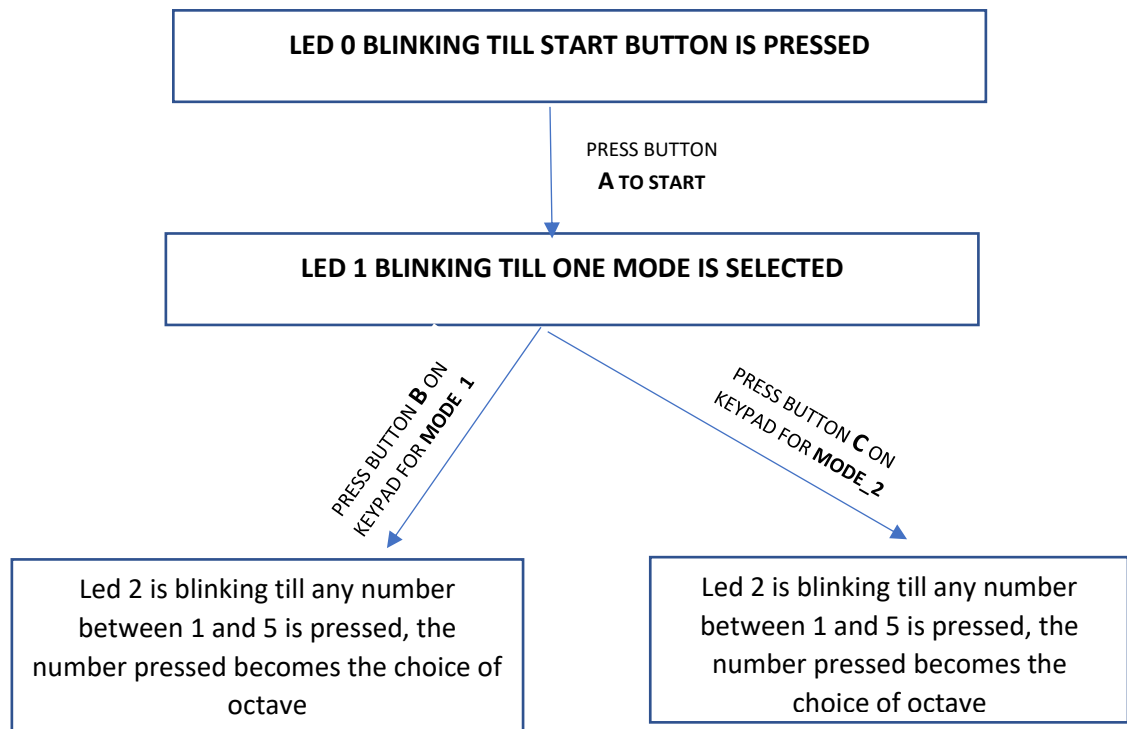 LED 0 BLINKING TILL START BUTTON IS PRESSED
PRESS BUTTON
A TO START
LED 1 BLINKING TILL ONE MODE IS SELECTED
PRESS BUTTON B ON
KEYPAD FOR MODE_1
PRESS BUTTON C ON
KEYPAD FOR MODE_2
Led 2 is blinking till any number
between 1 and 5 is pressed, the
number pressed becomes the choice of
octave
Led 2 is blinking till any number
between 1 and 5 is pressed, the
number pressed becomes the
choice of octave